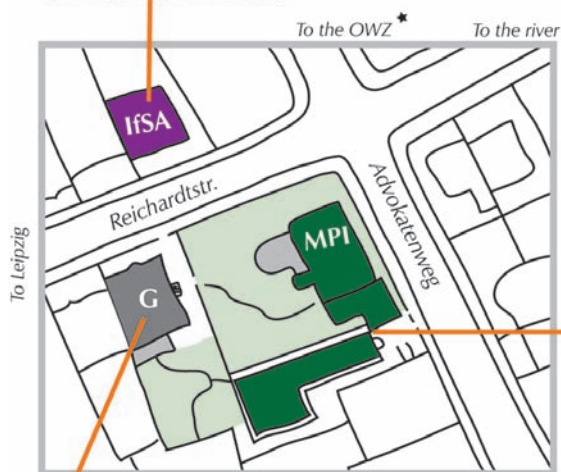 To the OWZ *
To the river
IfSA
Reichardtstr.
Advokatenweg
MPI
To Leipzig
G